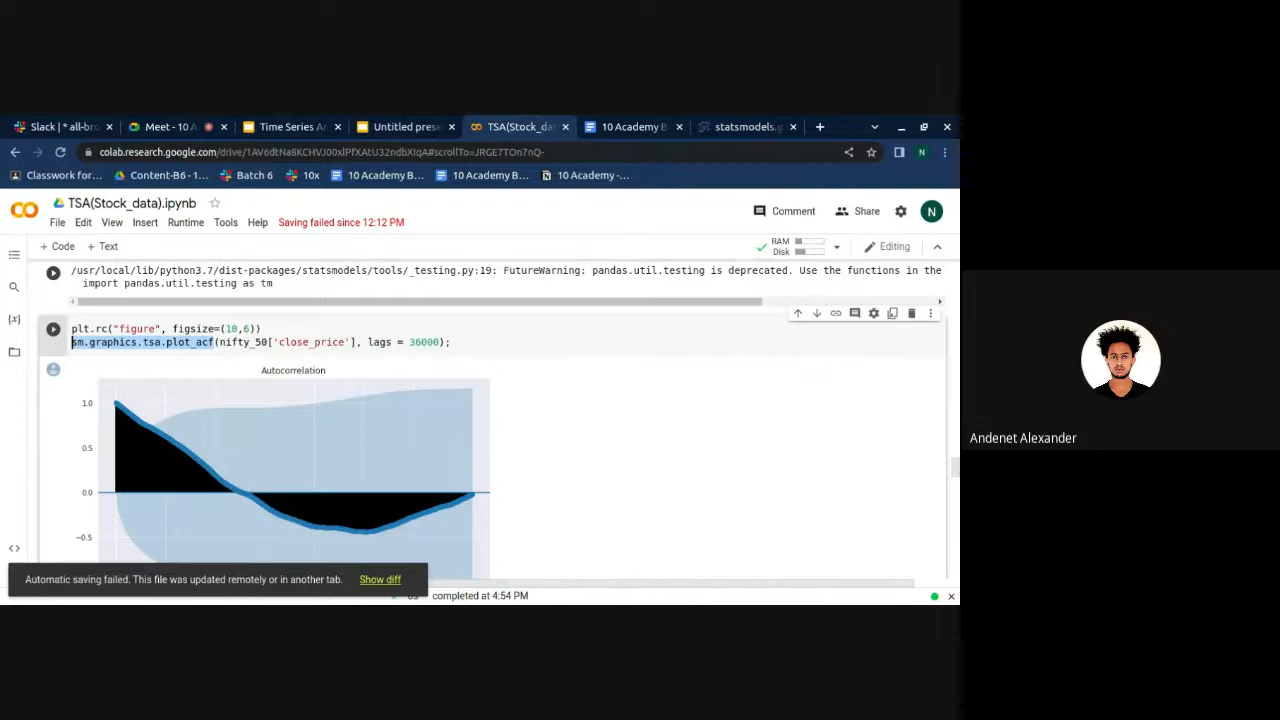 Slack | * all-bro
Meet - 10 A
Time Series Ar
Untitled prese
TSA(Stock_da
10 Academy B
statsmodels.g
colab.research.google.com/drive/1AV6dtNa8KCHVJ00xlPfXAtU32ndbXIqA#scrollTo=JRGE7TOn7nQ-
N
Classwork for...
Content-B6 - 1...
Batch 6
10x
10 Academy B...
10 Academy B...
10 Academy -...
TSA(Stock_data).ipynb
File Edit View Insert Runtime Tools Help Saving failed since 12:12 PM
Comment Share N
+ Code + Text
RAM
Disk
Editing
/usr/local/lib/python3.7/dist-packages/statsmodels/tools/_testing.py:19: FutureWarning: pandas.util.testing is deprecated. Use the functions in the
import pandas.util.testing as tm
plt.rc("figure", figsize=(10,6))
sm.graphics.tsa.plot_acf(nifty_50['close_price'], lags = 36000);
Autocorrelation
1.0
0.5
0.0
−0.5
Automatic saving failed. This file was updated remotely or in another tab. Show diff
completed at 4:54 PM
Andenet Alexander